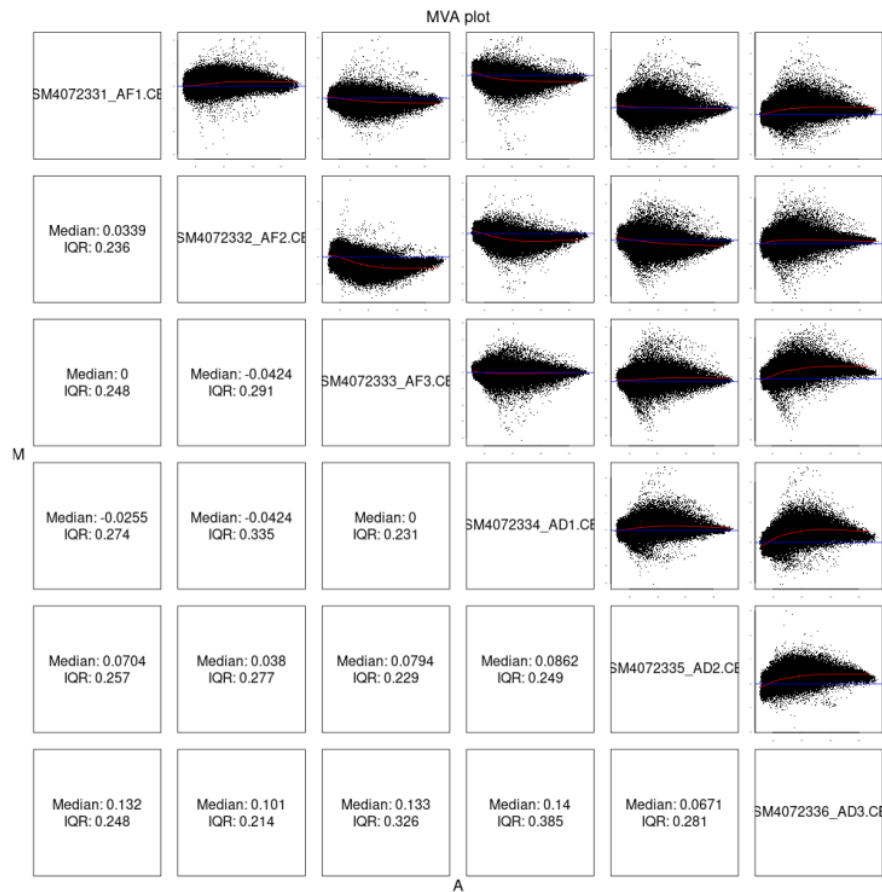 MVA plot
SM4072331_AF1.CE
Median: 0.0339
IQR: 0.236
SM4072332_AF2.CE
Median: 0
IQR: 0.248
Median: -0.0424
IQR: 0.291
SM4072333_AF3.CE
M
Median: -0.0255
IQR: 0.274
Median: -0.0424
IQR: 0.335
Median: 0
IQR: 0.231
SM4072334_AD1.CE
Median: 0.0704
IQR: 0.257
Median: 0.038
IQR: 0.277
Median: 0.0794
IQR: 0.229
Median: 0.0862
IQR: 0.249
SM4072335_AD2.CE
Median: 0.132
IQR: 0.248
Median: 0.101
IQR: 0.214
Median: 0.133
IQR: 0.326
Median: 0.14
IQR: 0.385
Median: 0.0671
IQR: 0.281
SM4072336_AD3.CE
A